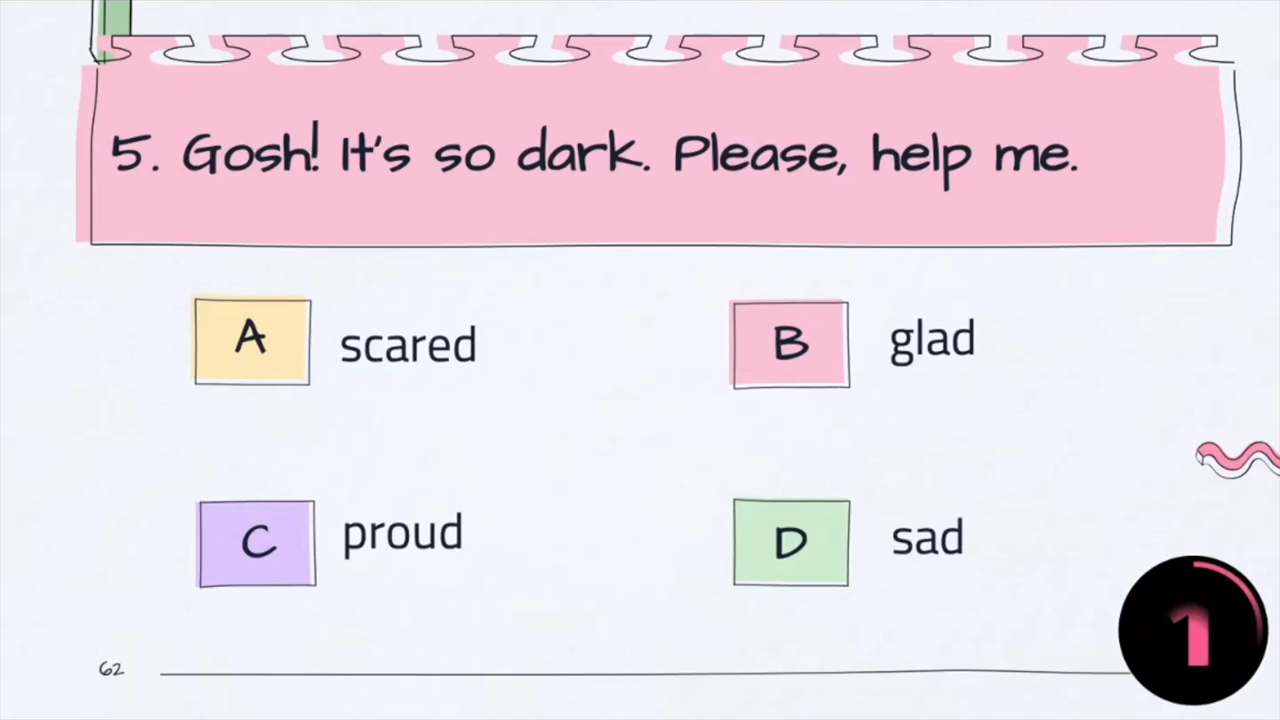 5. Gosh! It's so dark. Please, help me.
A scared
B glad
C proud
D sad
62
1